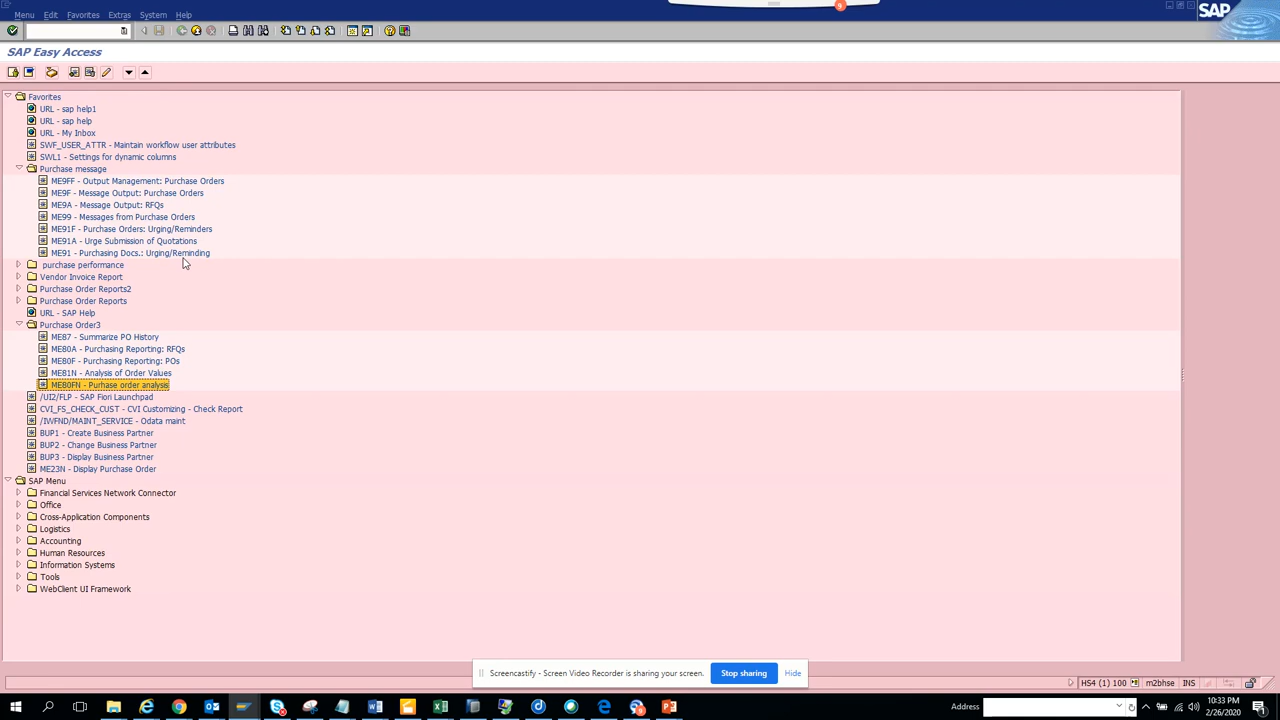 Menu Edit Favorites Extras System Help
SAP
SAP Easy Access
Favorites
URL - sap help1
URL - sap help
URL - My Inbox
SWF_USER_ATTR - Maintain workflow user attributes
SWL1 - Settings for dynamic columns
Purchase message
ME9FF - Output Management: Purchase Orders
ME9F - Message Output: Purchase Orders
ME9A - Message Output: RFQs
ME99 - Messages from Purchase Orders
ME91F - Purchase Orders: Urging/Reminders
ME91A - Urge Submission of Quotations
ME91 - Purchasing Docs.: Urging/Reminding
purchase performance
Vendor Invoice Report
Purchase Order Reports2
Purchase Order Reports
URL - SAP Help
Purchase Order3
ME87 - Summarize PO History
ME80A - Purchasing Reporting: RFQs
ME80F - Purchasing Reporting: POs
ME81N - Analysis of Order Values
ME80FN - Purhase order analysis
/UI2/FLP - SAP Fiori Launchpad
CVI_FS_CHECK_CUST - CVI Customizing - Check Report
/IWFND/MAINT_SERVICE - Odata maint
BUP1 - Create Business Partner
BUP2 - Change Business Partner
BUP3 - Display Business Partner
ME23N - Display Purchase Order
SAP Menu
Financial Services Network Connector
Office
Cross-Application Components
Logistics
Accounting
Human Resources
Information Systems
Tools
WebClient UI Framework
Screencastify - Screen Video Recorder is sharing your screen. Stop sharing Hide
HS4 (1) 100 m2bhse INS
Address
10:33 PM
2/26/2020